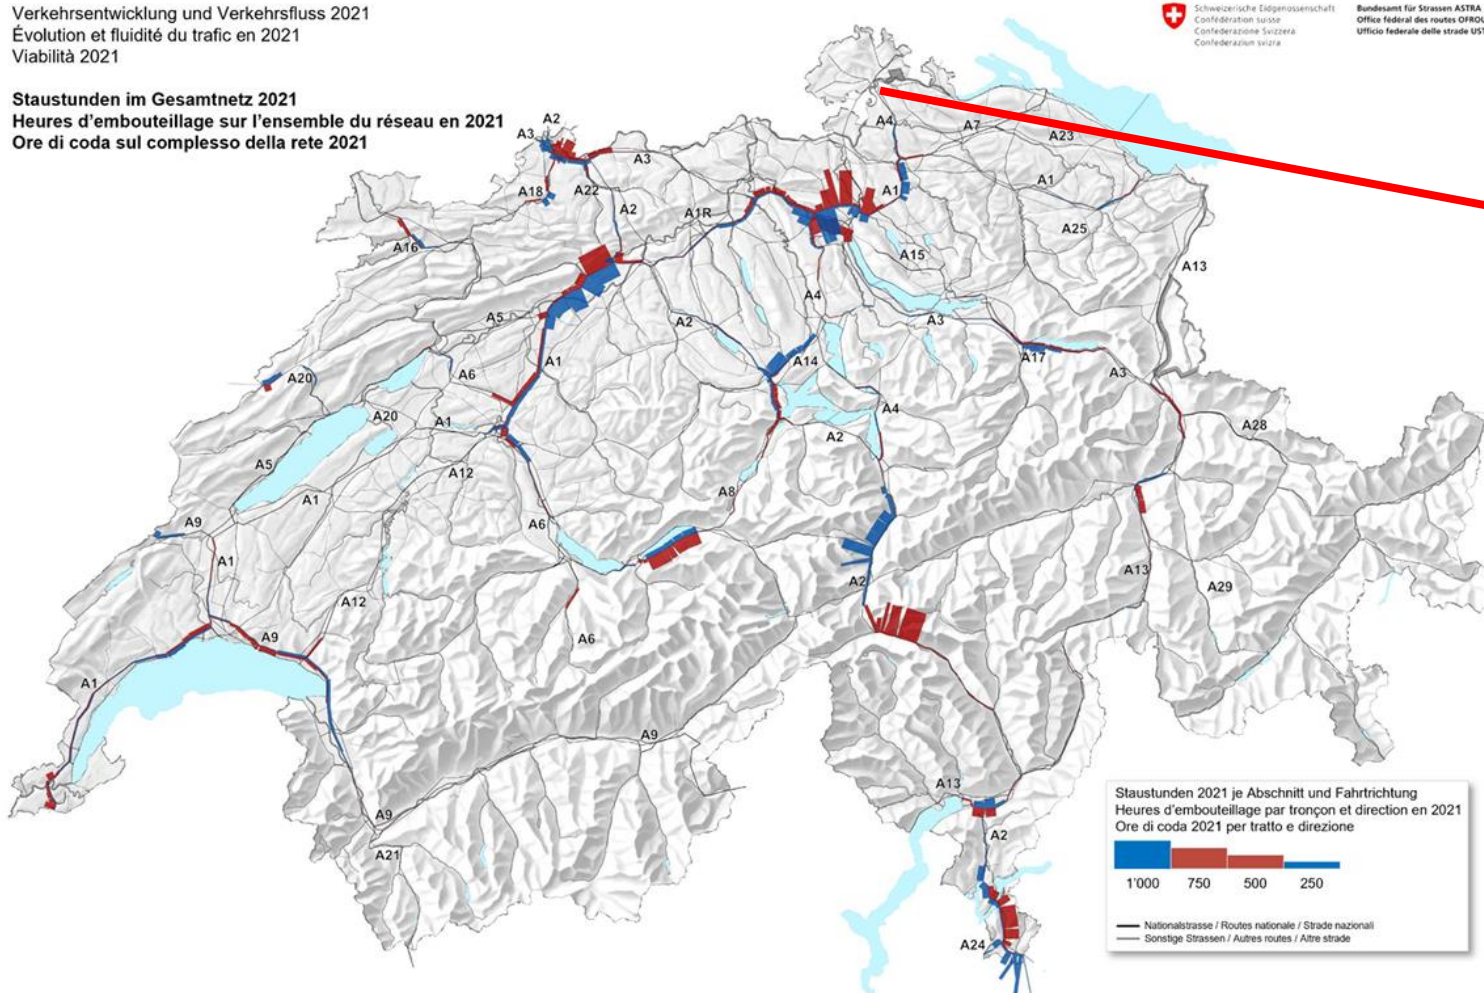 Verkehrsentwicklung und Verkehrsfluss 2021
Évolution et fluidité du trafic en 2021
Viabilità 2021
Schweizerische Eidgenossenschaft
Confédération suisse
Confederazione Svizzera
Confederaziun svizra
Bundesamt für Strassen ASTRA
Office fédéral des routes OFROU
Ufficio federale delle strade UST
Staustunden im Gesamtnetz 2021
Heures d'embouteillage sur l'ensemble du réseau en 2021
Ore di coda sul complesso della rete 2021
A2
A3
A4
A7
A23
A3
A18
A22
A1
A1
A2
A1R
A25
A16
A15
A13
A4
A5
A2
A3
A1
A14
A17
A6
A3
A20
A20
A4
A1
A2
A28
A5
A12
A1
A8
A9
A6
A1
A2
A13
A29
A12
A9
A6
A1
A9
A13
A9
A2
A21
A24
Staustunden 2021 je Abschnitt und Fahrtrichtung
Heures d'embouteillage par tronçon et direction en 2021
Ore di coda 2021 per tratto e direzione
1'000 750 500 250
Nationalstrasse / Routes nationale / Strade nazionali
Sonstige Strassen / Autres routes / Altre strade